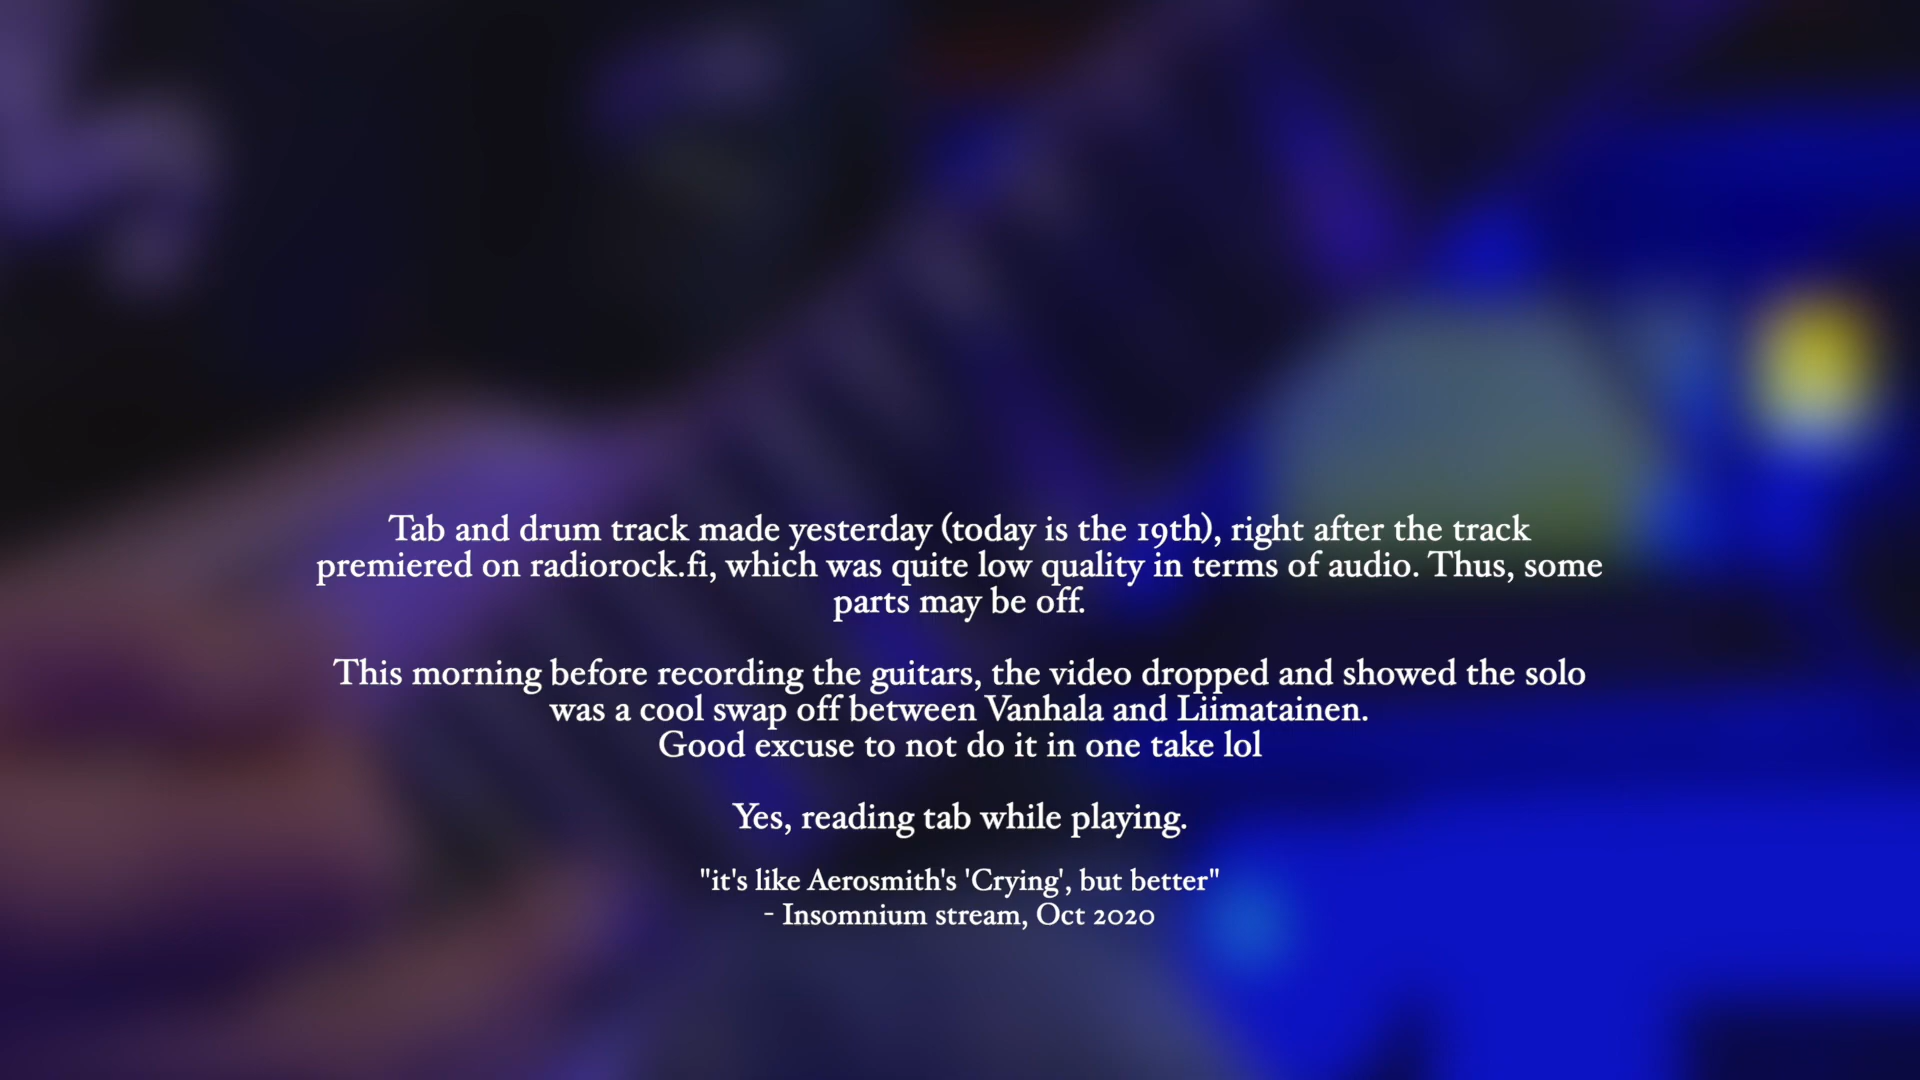 Tab and drum track made yesterday (today is the 19th), right after the track
premiered on radiorock.fi, which was quite low quality in terms of audio. Thus, some
parts may be off.
This morning before recording the guitars, the video dropped and showed the solo
was a cool swap off between Vanhala and Liimatainen.
Good excuse to not do it in one take lol
Yes, reading tab while playing.
"it's like Aerosmith's 'Crying', but better"
- Insomnium stream, Oct 2020